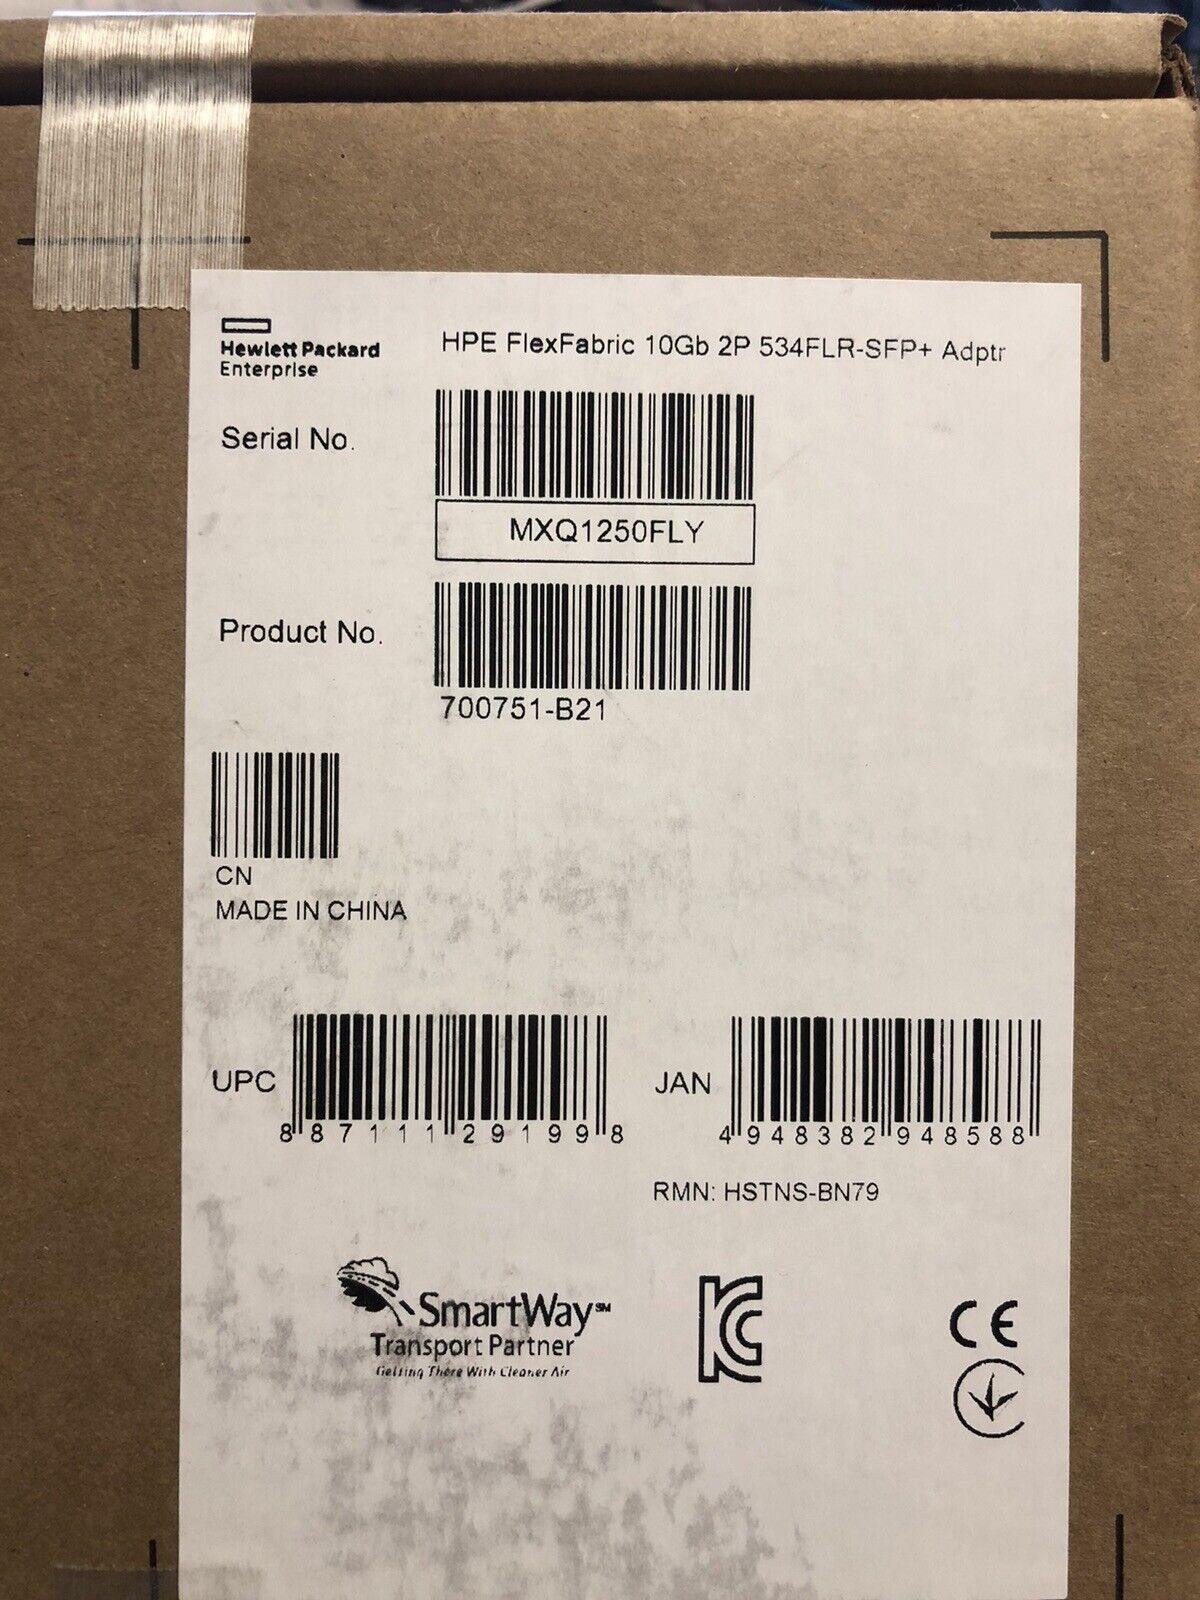 Hewlett Packard
Enterprise
HPE FlexFabric 10Gb 2P 534FLR-SFP+ Adptr
Serial No.
MXQ1250FLY
Product No.
700751-B21
CN
MADE IN CHINA
UPC
8 87111 29199 8
JAN
4 948382 948588
RMN: HSTNS-BN79
SmartWay℠
Transport Partner
Getting There With Cleaner Air
KC
CE